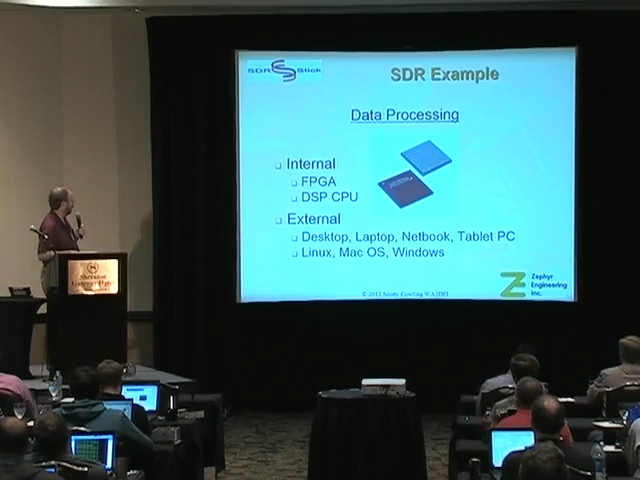 SDR Stick
SDR Example
Data Processing
Internal
FPGA
DSP CPU
External
Desktop, Laptop, Netbook, Tablet PC
Linux, Mac OS, Windows
Zephyr
Engineering
Inc.
© 2012 Scotty Cowling WA2DFI
Sheraton